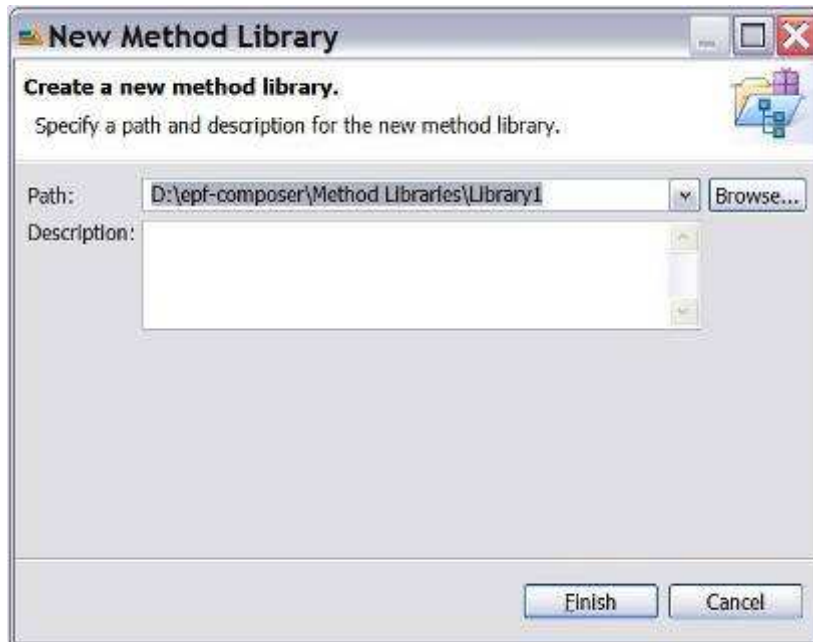 New Method Library
Create a new method library.
Specify a path and description for the new method library.
Path: D:\epf-composer\Method Libraries\Library1 Browse...
Description:
Finish Cancel